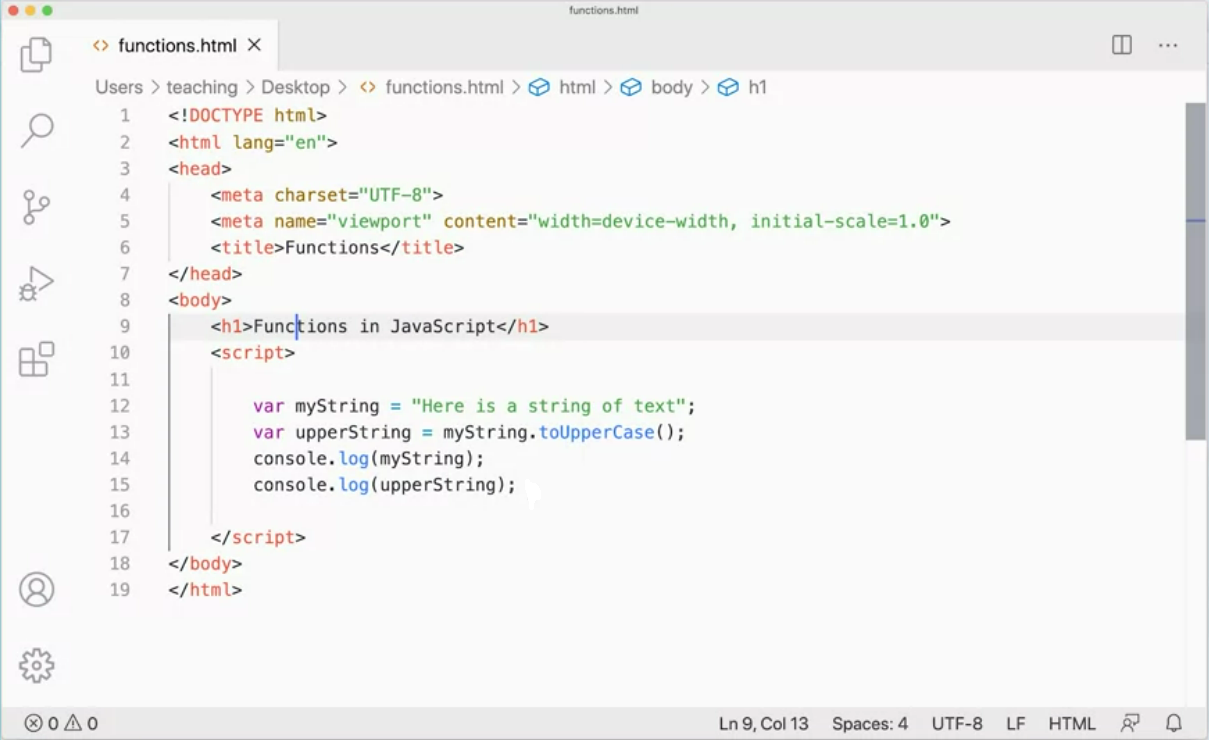 functions.html
functions.html
Users > teaching > Desktop > functions.html > html > body > h1
1 <!DOCTYPE html>
2 <html lang="en">
3 <head>
4     <meta charset="UTF-8">
5     <meta name="viewport" content="width=device-width, initial-scale=1.0">
6     <title>Functions</title>
7 </head>
8 <body>
9     <h1>Functions in JavaScript</h1>
10     <script>
11
12         var myString = "Here is a string of text";
13         var upperString = myString.toUpperCase();
14         console.log(myString);
15         console.log(upperString);
16
17     </script>
18 </body>
19 </html>
0 0 Ln 9, Col 13 Spaces: 4 UTF-8 LF HTML